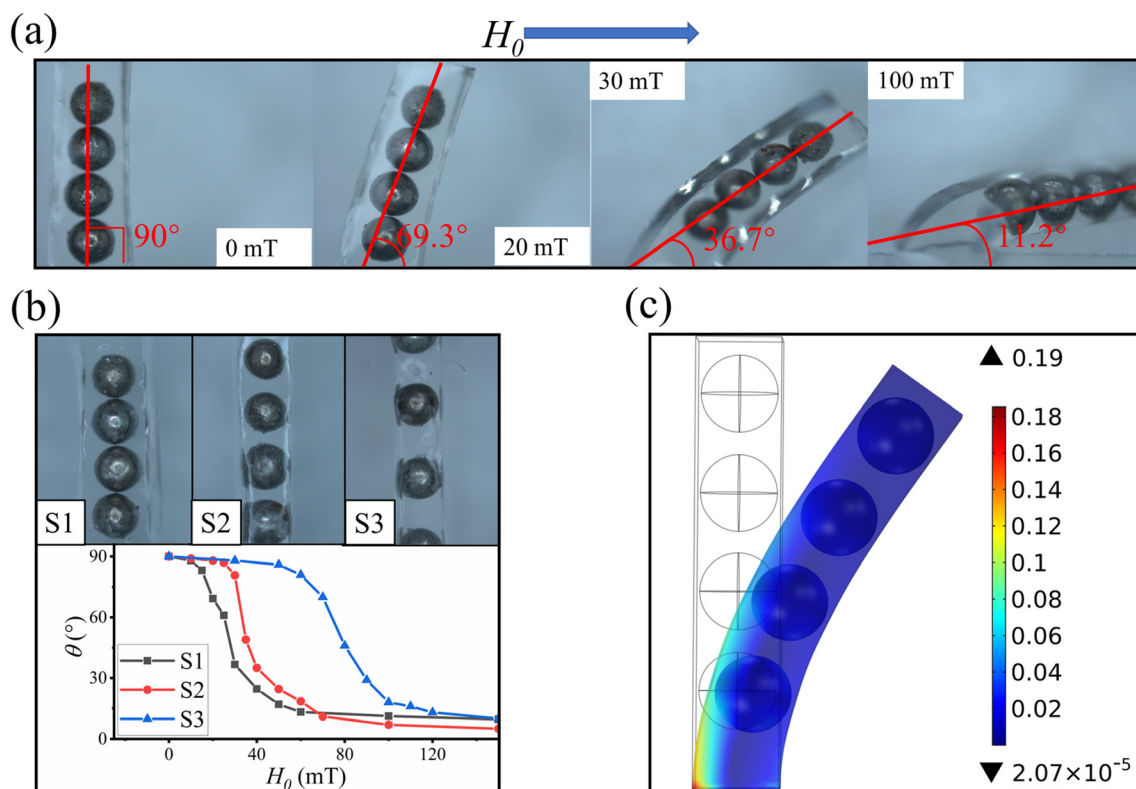 (a)
H₀
0 mT
90°
20 mT
69.3°
30 mT
36.7°
100 mT
11.2°
(b)
S1
S2
S3
90
60
30
0
θ (°)
S1
S2
S3
0
40
80
120
H₀ (mT)
(c)
▲ 0.19
0.18
0.16
0.14
0.12
0.10
0.08
0.06
0.04
0.02
▼ 2.07×10⁻⁵